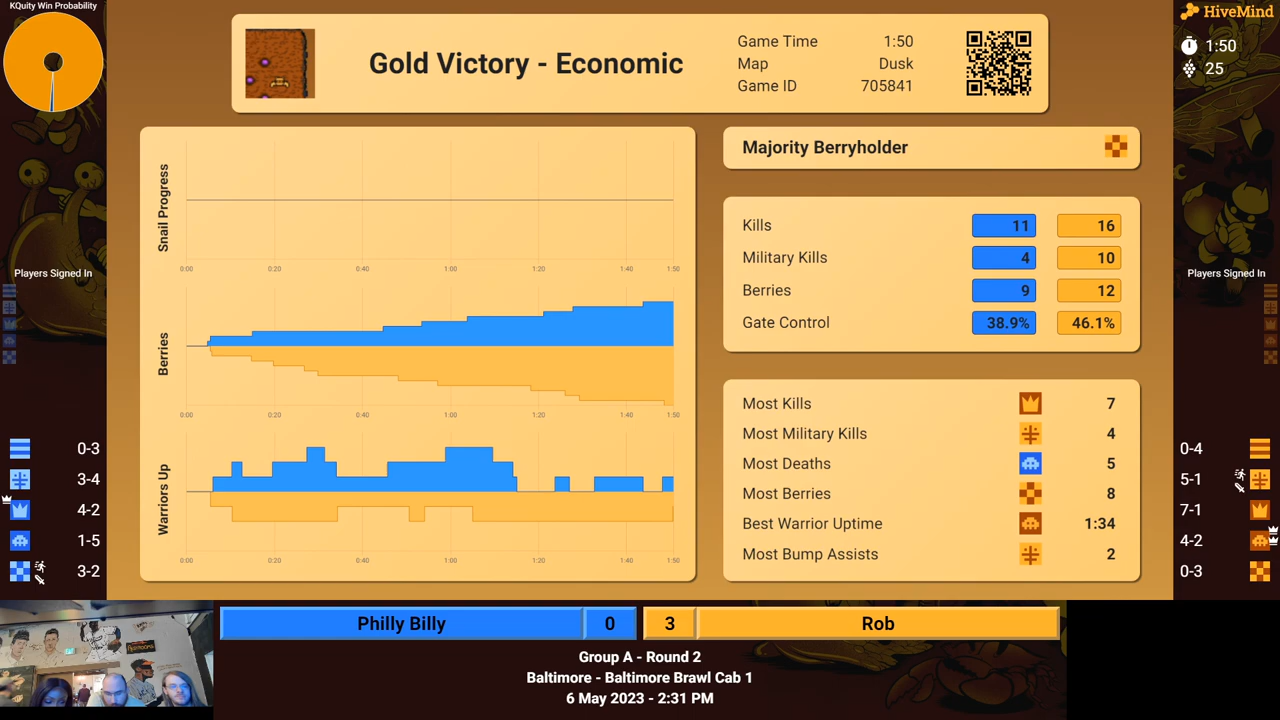 KQuity Win Probability
HiveMind
1:50
25
Gold Victory - Economic
Game Time 1:50
Map Dusk
Game ID 705841
Players Signed In
Players Signed In
Snail Progress
0:00 0:20 0:40 1:00 1:20 1:40 1:50
Berries
0:00 0:20 0:40 1:00 1:20 1:40 1:50
Warriors Up
0:00 0:20 0:40 1:00 1:20 1:40 1:50
Majority Berryholder
Kills 11 16
Military Kills 4 10
Berries 9 12
Gate Control 38.9% 46.1%
Most Kills 7
Most Military Kills 4
Most Deaths 5
Most Berries 8
Best Warrior Uptime 1:34
Most Bump Assists 2
0-3
3-4
4-2
1-5
3-2
0-4
5-1
7-1
4-2
0-3
Philly Billy 0 3 Rob
Group A - Round 2
Baltimore - Baltimore Brawl Cab 1
6 May 2023 - 2:31 PM